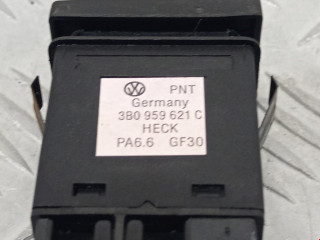 PNT
Germany
3B0 959 621 C
HECK
PA6.6 GF30